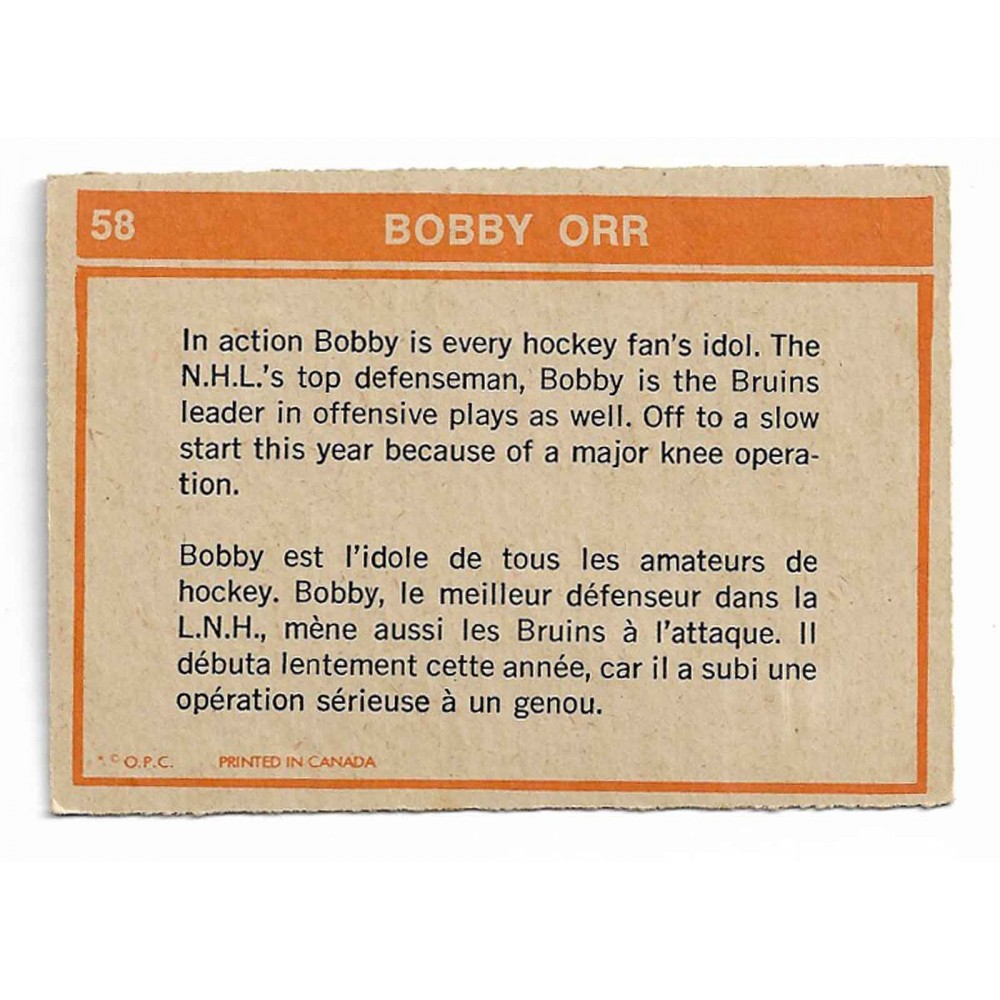 58 BOBBY ORR
In action Bobby is every hockey fan's idol. The
N.H.L.'s top defenseman, Bobby is the Bruins
leader in offensive plays as well. Off to a slow
start this year because of a major knee opera-
tion.
Bobby est l'idole de tous les amateurs de
hockey. Bobby, le meilleur défenseur dans la
L.N.H., mène aussi les Bruins à l'attaque. Il
débuta lentement cette année, car il a subi une
opération sérieuse à un genou.
* © O.P.C. PRINTED IN CANADA